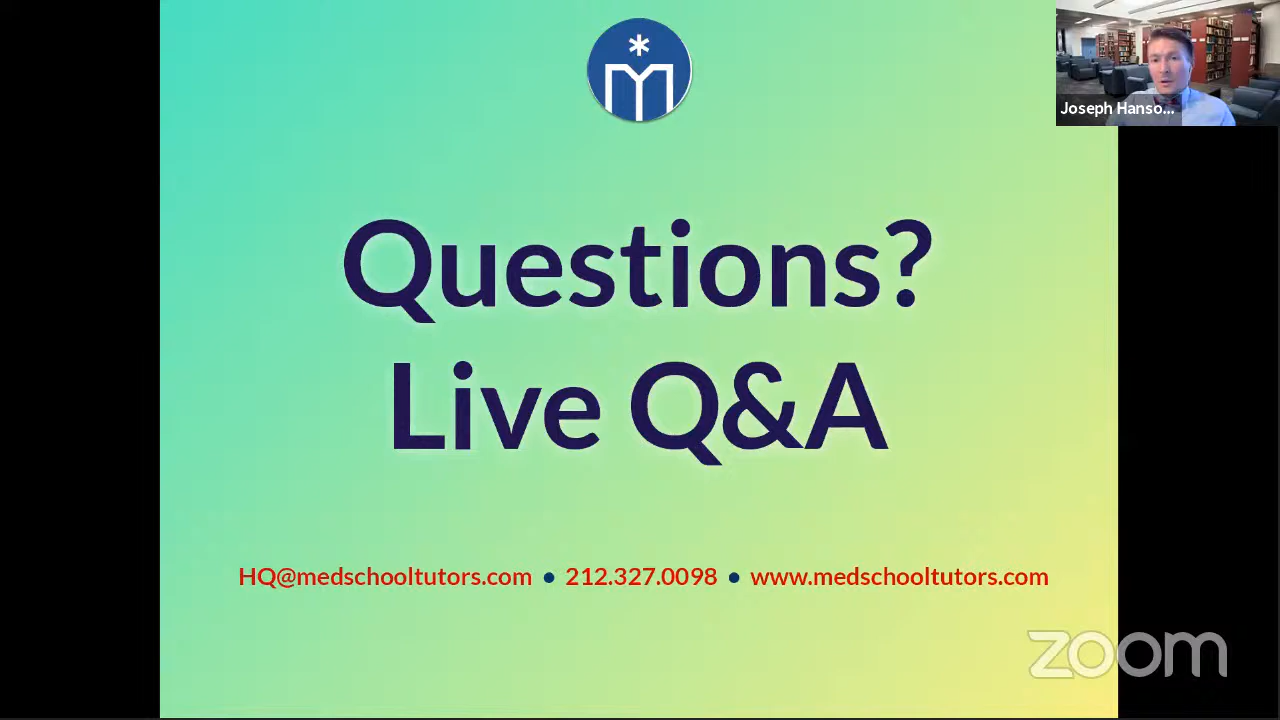 Joseph Hanso...
Questions?
Live Q&A
HQ@medschooltutors.com • 212.327.0098 • www.medschooltutors.com
zoom